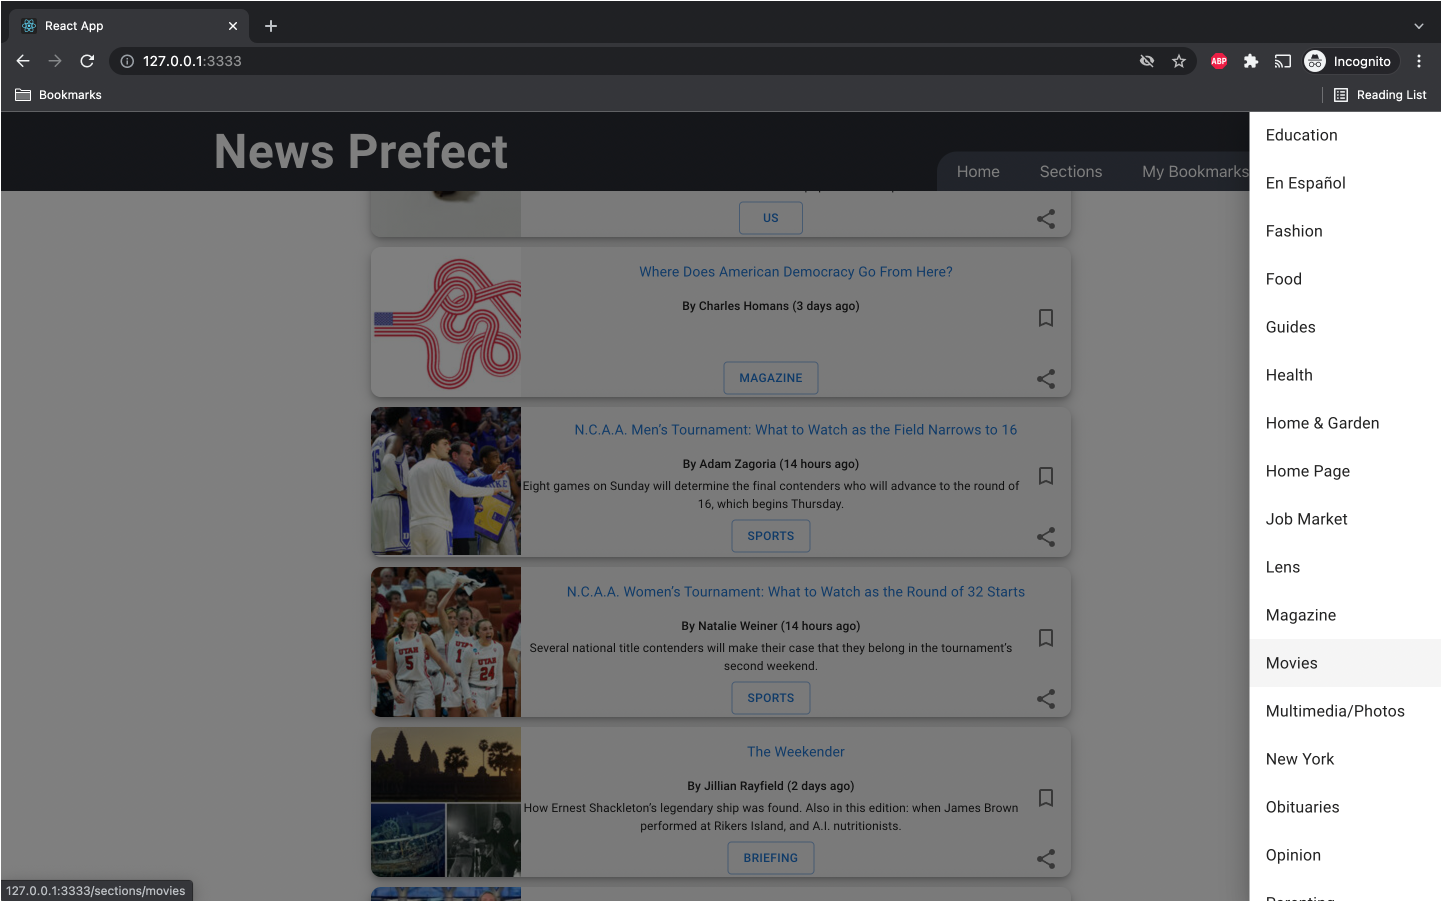 React App
127.0.0.1:3333
ABP
Incognito
Bookmarks
Reading List
News Prefect
Home
Sections
My Bookmarks
US
Where Does American Democracy Go From Here?
By Charles Homans (3 days ago)
MAGAZINE
N.C.A.A. Men’s Tournament: What to Watch as the Field Narrows to 16
By Adam Zagoria (14 hours ago)
Eight games on Sunday will determine the final contenders who will advance to the round of
16, which begins Thursday.
SPORTS
N.C.A.A. Women’s Tournament: What to Watch as the Round of 32 Starts
By Natalie Weiner (14 hours ago)
Several national title contenders will make their case that they belong in the tournament’s
second weekend.
SPORTS
UTAH
5
24
The Weekender
By Jillian Rayfield (2 days ago)
How Ernest Shackleton’s legendary ship was found. Also in this edition: when James Brown
performed at Rikers Island, and A.I. nutritionists.
BRIEFING
Education
En Español
Fashion
Food
Guides
Health
Home & Garden
Home Page
Job Market
Lens
Magazine
Movies
Multimedia/Photos
New York
Obituaries
Opinion
127.0.0.1:3333/sections/movies